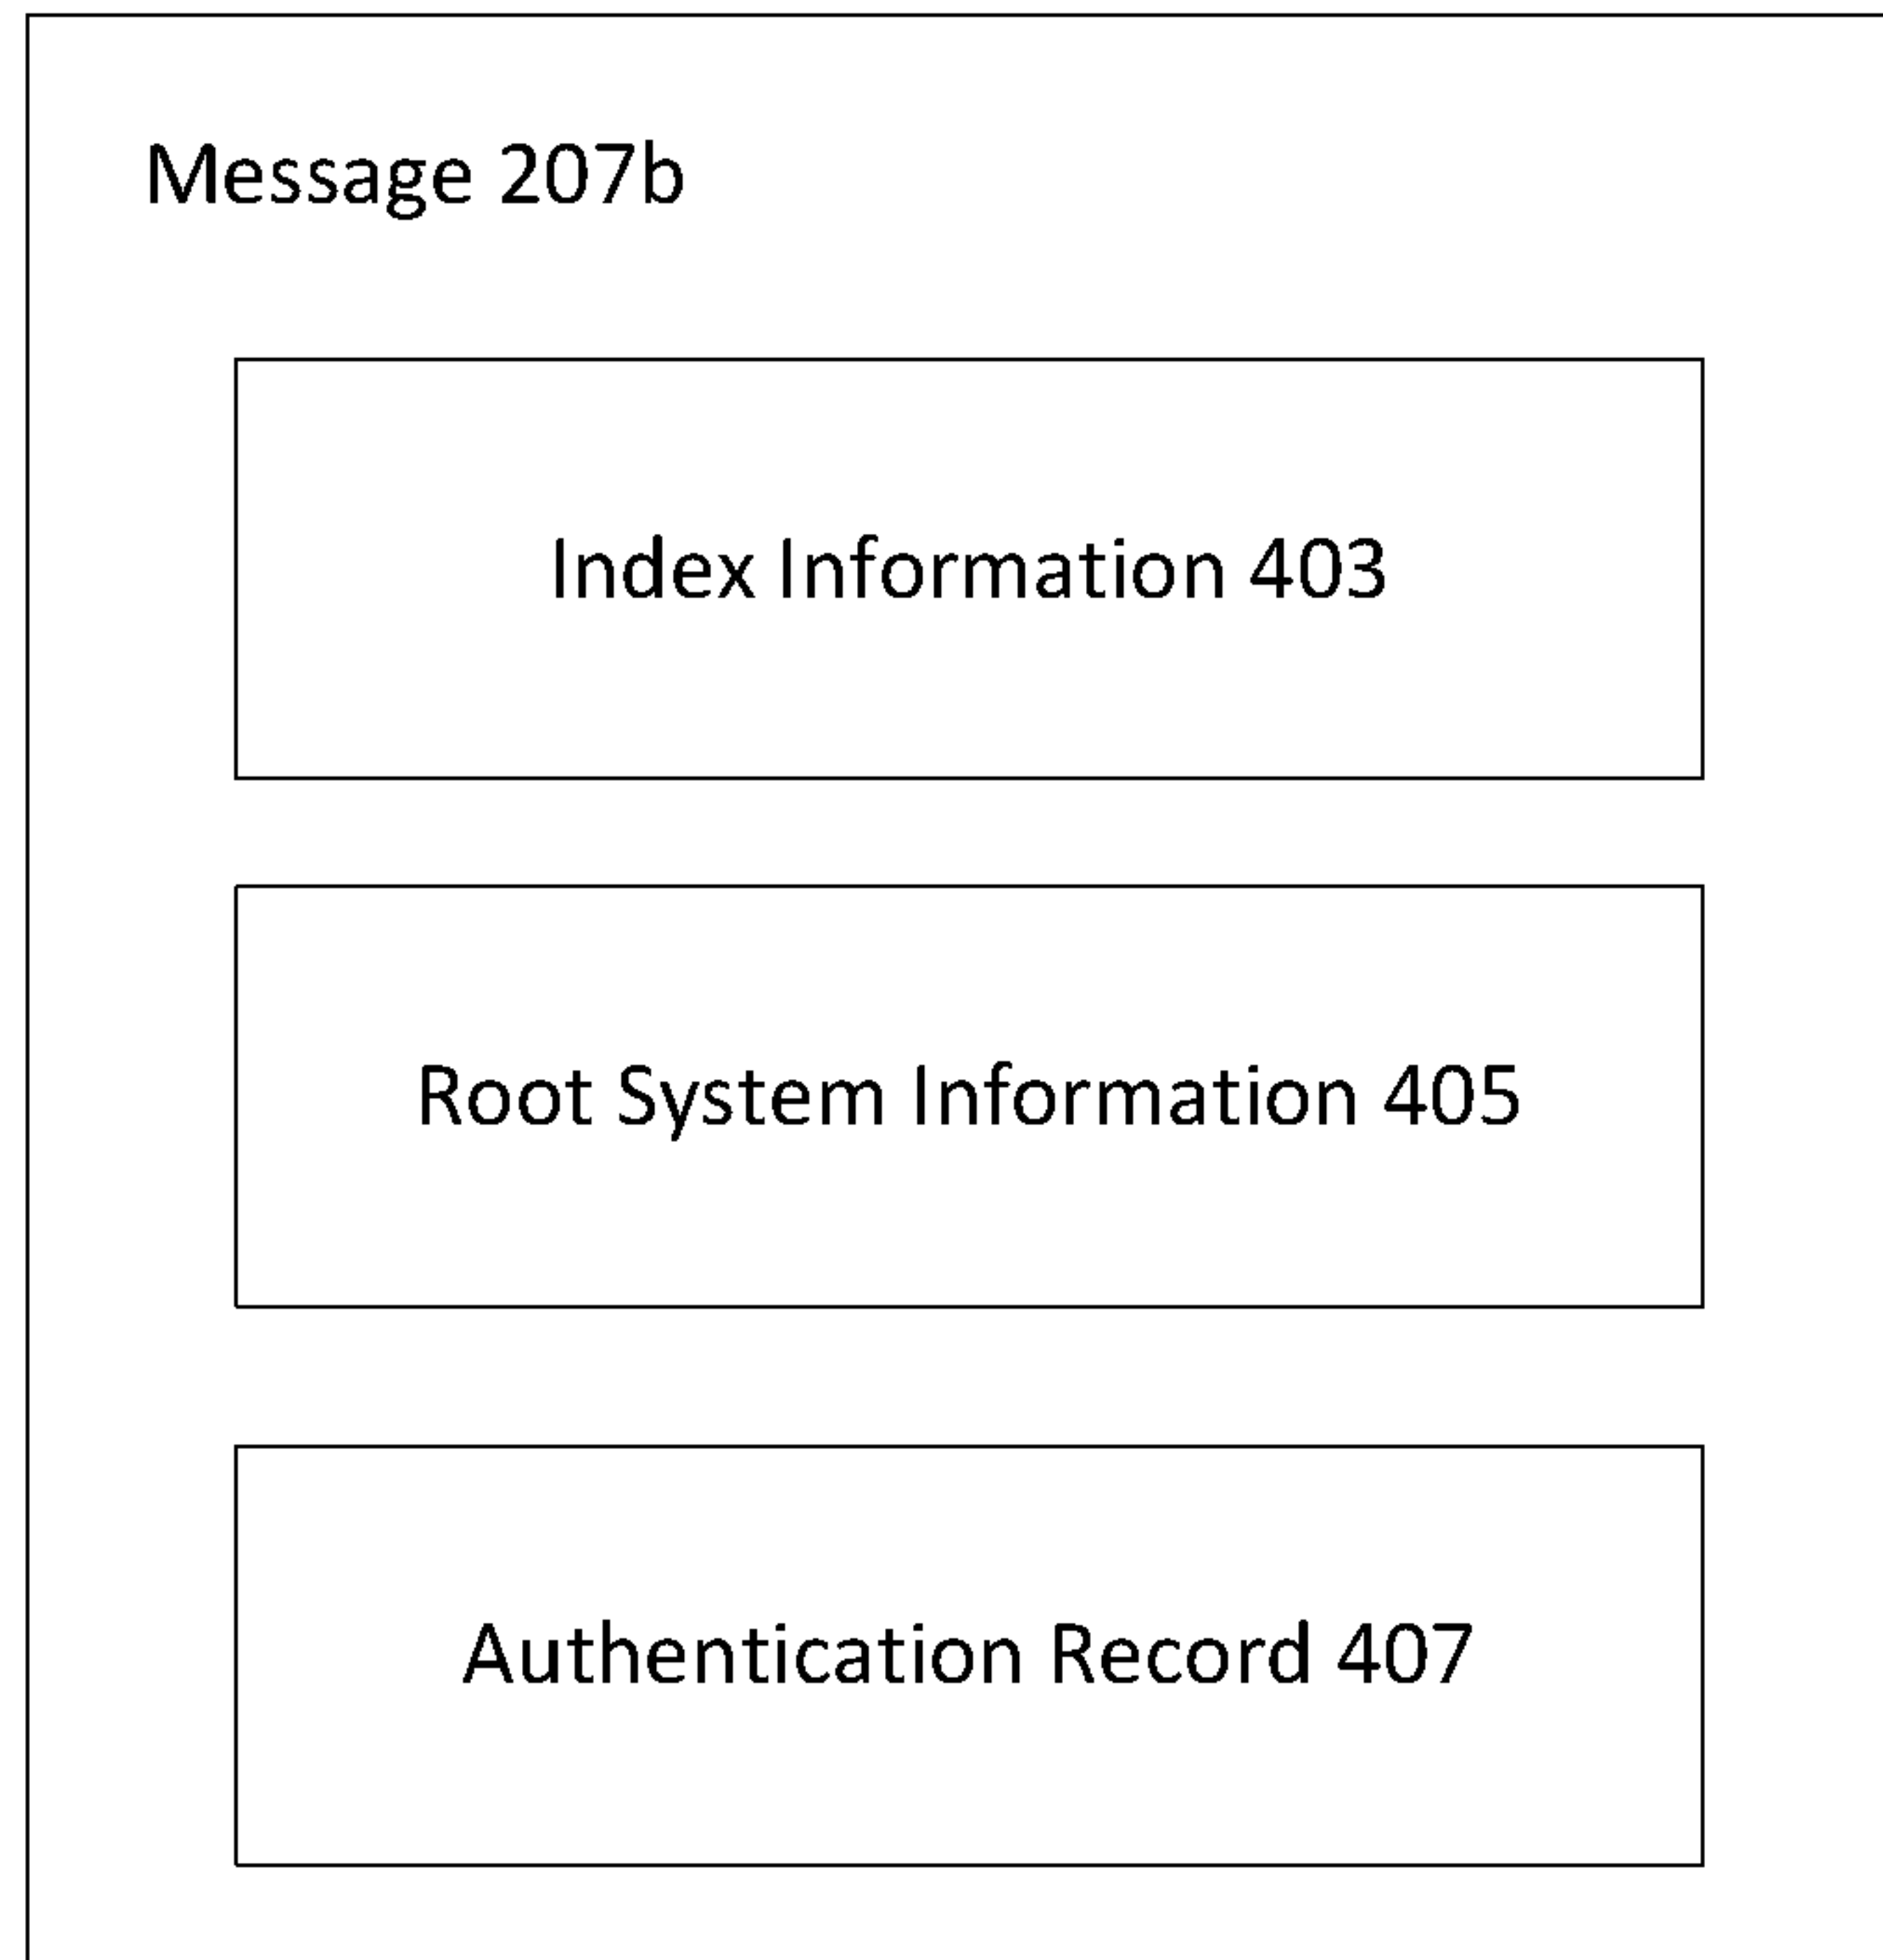 Message 207b
Index Information 403
Root System Information 405
Authentication Record 407